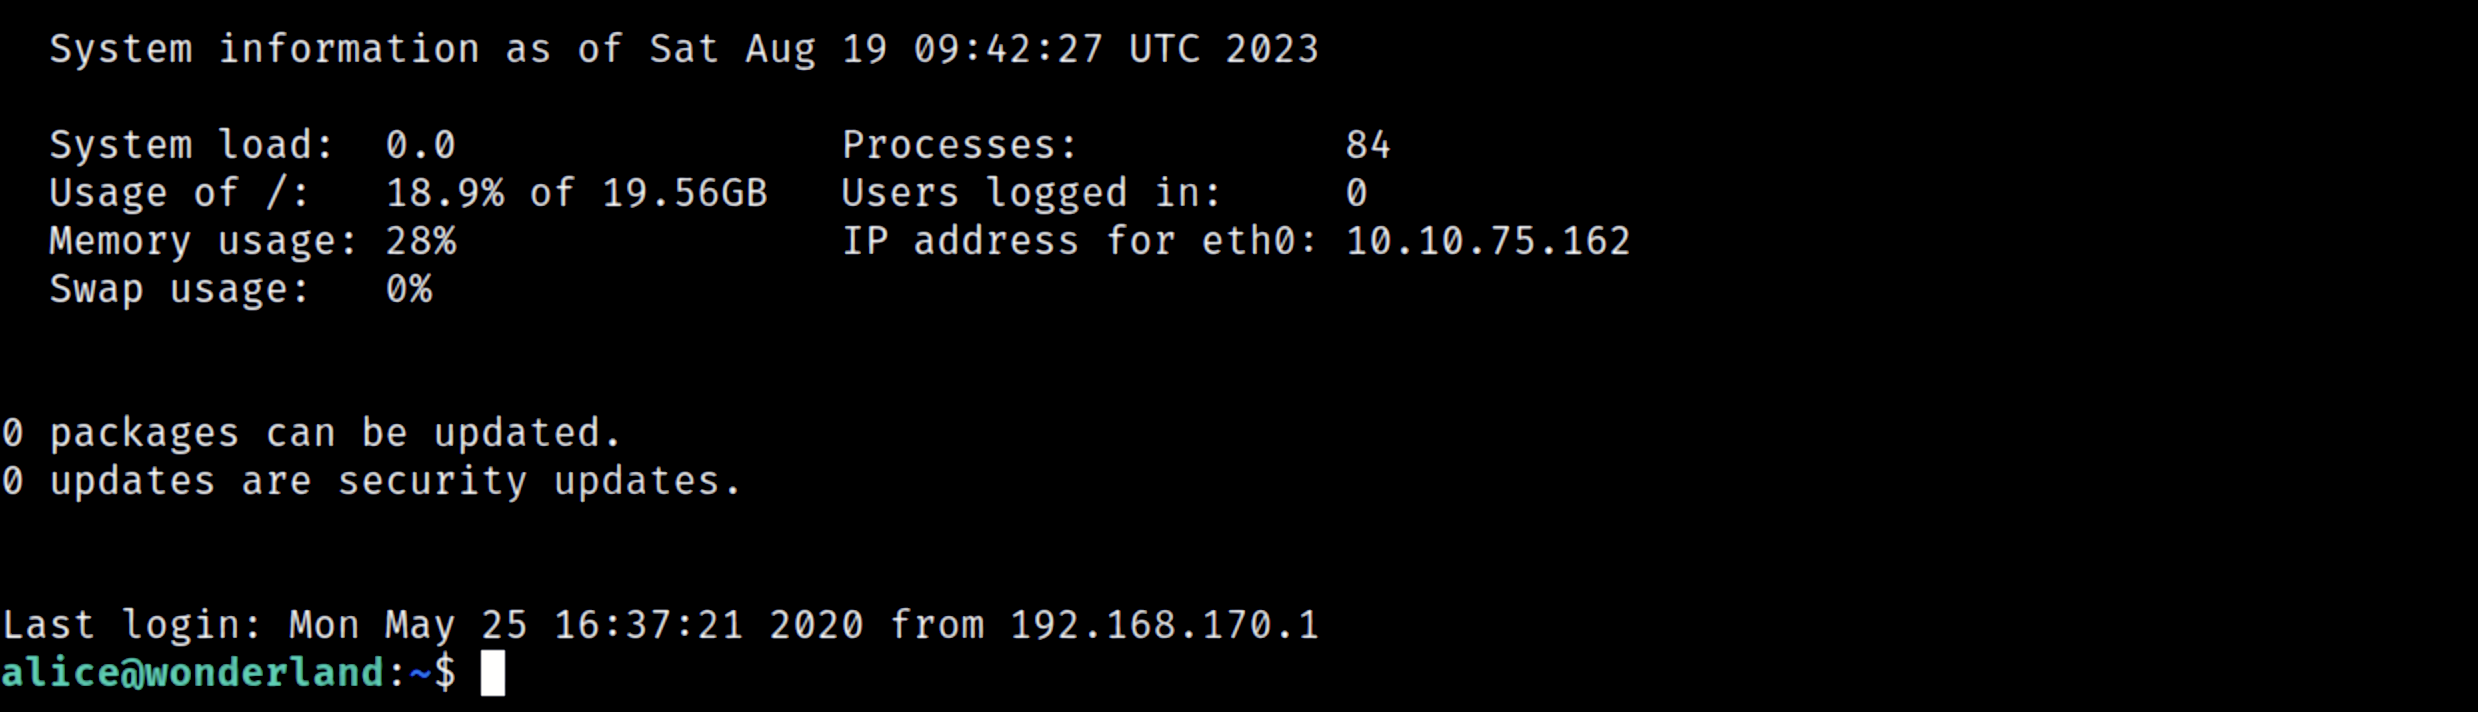 System information as of Sat Aug 19 09:42:27 UTC 2023
System load:  0.0                Processes:           84
Usage of /:   18.9% of 19.56GB   Users logged in:     0
Memory usage: 28%                IP address for eth0: 10.10.75.162
Swap usage:   0%
0 packages can be updated.
0 updates are security updates.
Last login: Mon May 25 16:37:21 2020 from 192.168.170.1
alice@wonderland:~$